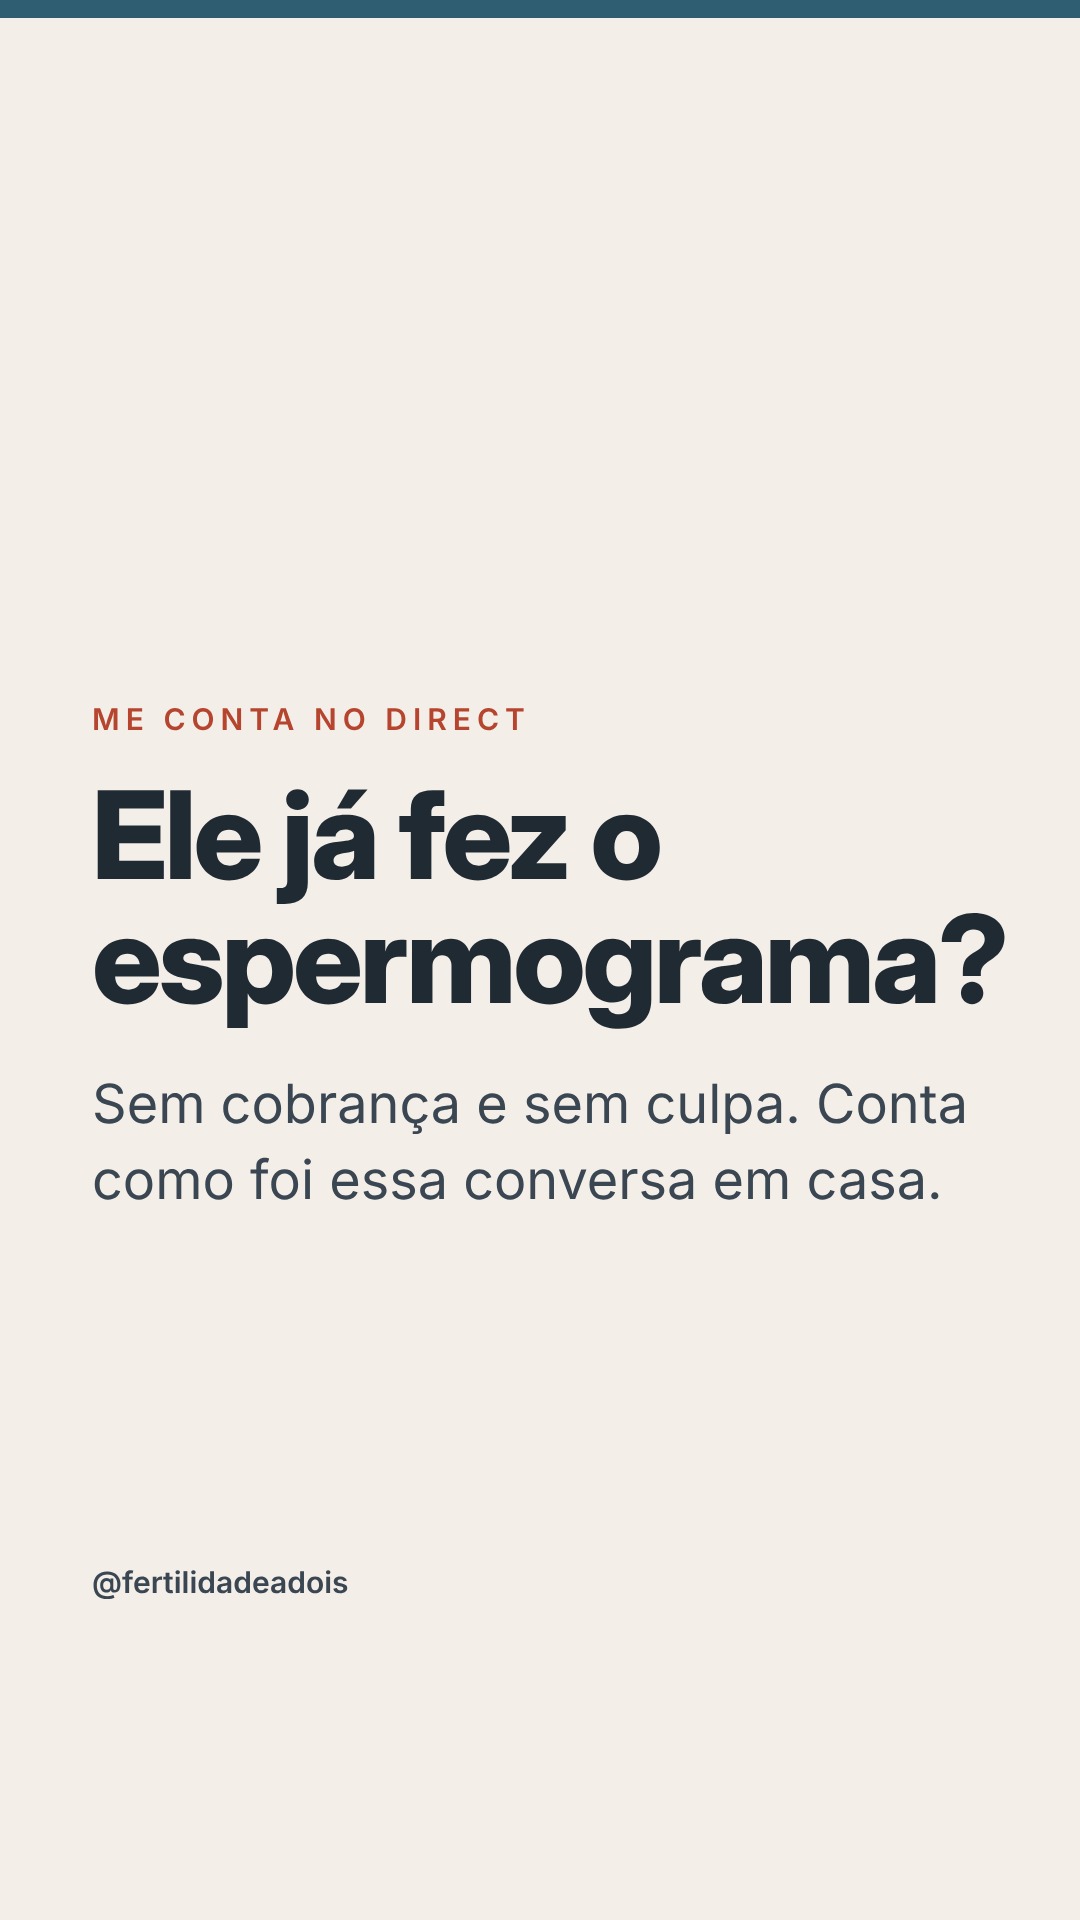 ME CONTA NO DIRECT
Ele já fez o
espermograma?
Sem cobrança e sem culpa. Conta
como foi essa conversa em casa.
@fertilidadeadois